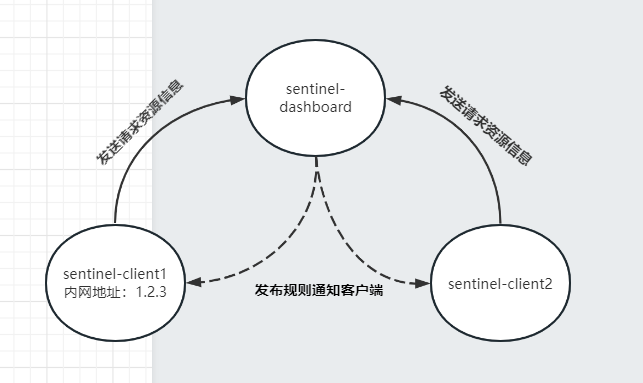 sentinel-
dashboard
发送请求资源信息
发送请求资源信息
sentinel-client1
内网地址：1.2.3
发布规则通知客户端
sentinel-client2